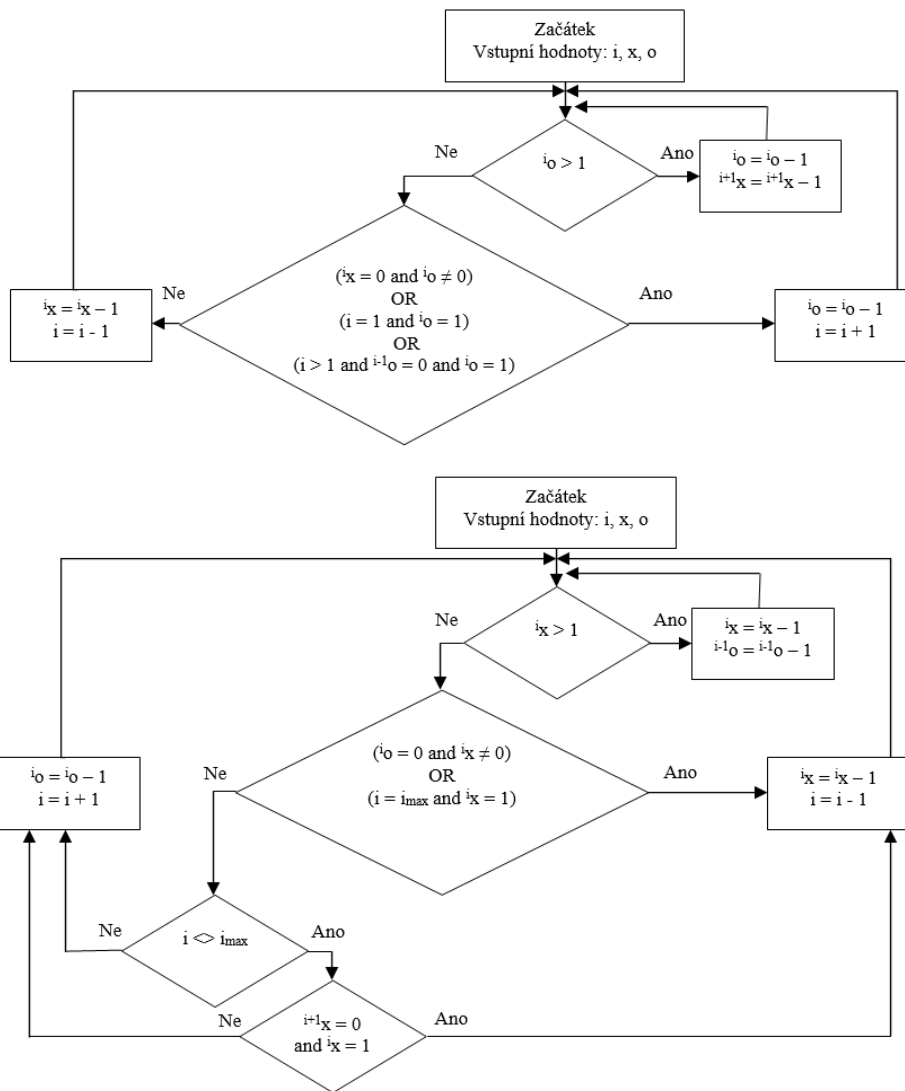 Začátek
Vstupní hodnoty: i, x, o
Ne
ⁱo > 1
Ano
ⁱo = ⁱo – 1
ⁱ⁺¹x = ⁱ⁺¹x – 1
(ⁱx = 0 and ⁱo ≠ 0)
OR
(i = 1 and ⁱo = 1)
OR
(i > 1 and ⁱ⁻¹o = 0 and ⁱo = 1)
Ne
Ano
ⁱx = ⁱx – 1
i = i - 1
ⁱo = ⁱo – 1
i = i + 1
Začátek
Vstupní hodnoty: i, x, o
Ne
ⁱx > 1
Ano
ⁱx = ⁱx – 1
ⁱ⁻¹o = ⁱ⁻¹o – 1
(ⁱo = 0 and ⁱx ≠ 0)
OR
(i = iₘₐₓ and ⁱx = 1)
Ne
Ano
ⁱo = ⁱo – 1
i = i + 1
ⁱx = ⁱx – 1
i = i - 1
Ne
i <> iₘₐₓ
Ano
Ne
ⁱ⁺¹x = 0
and ⁱx = 1
Ano